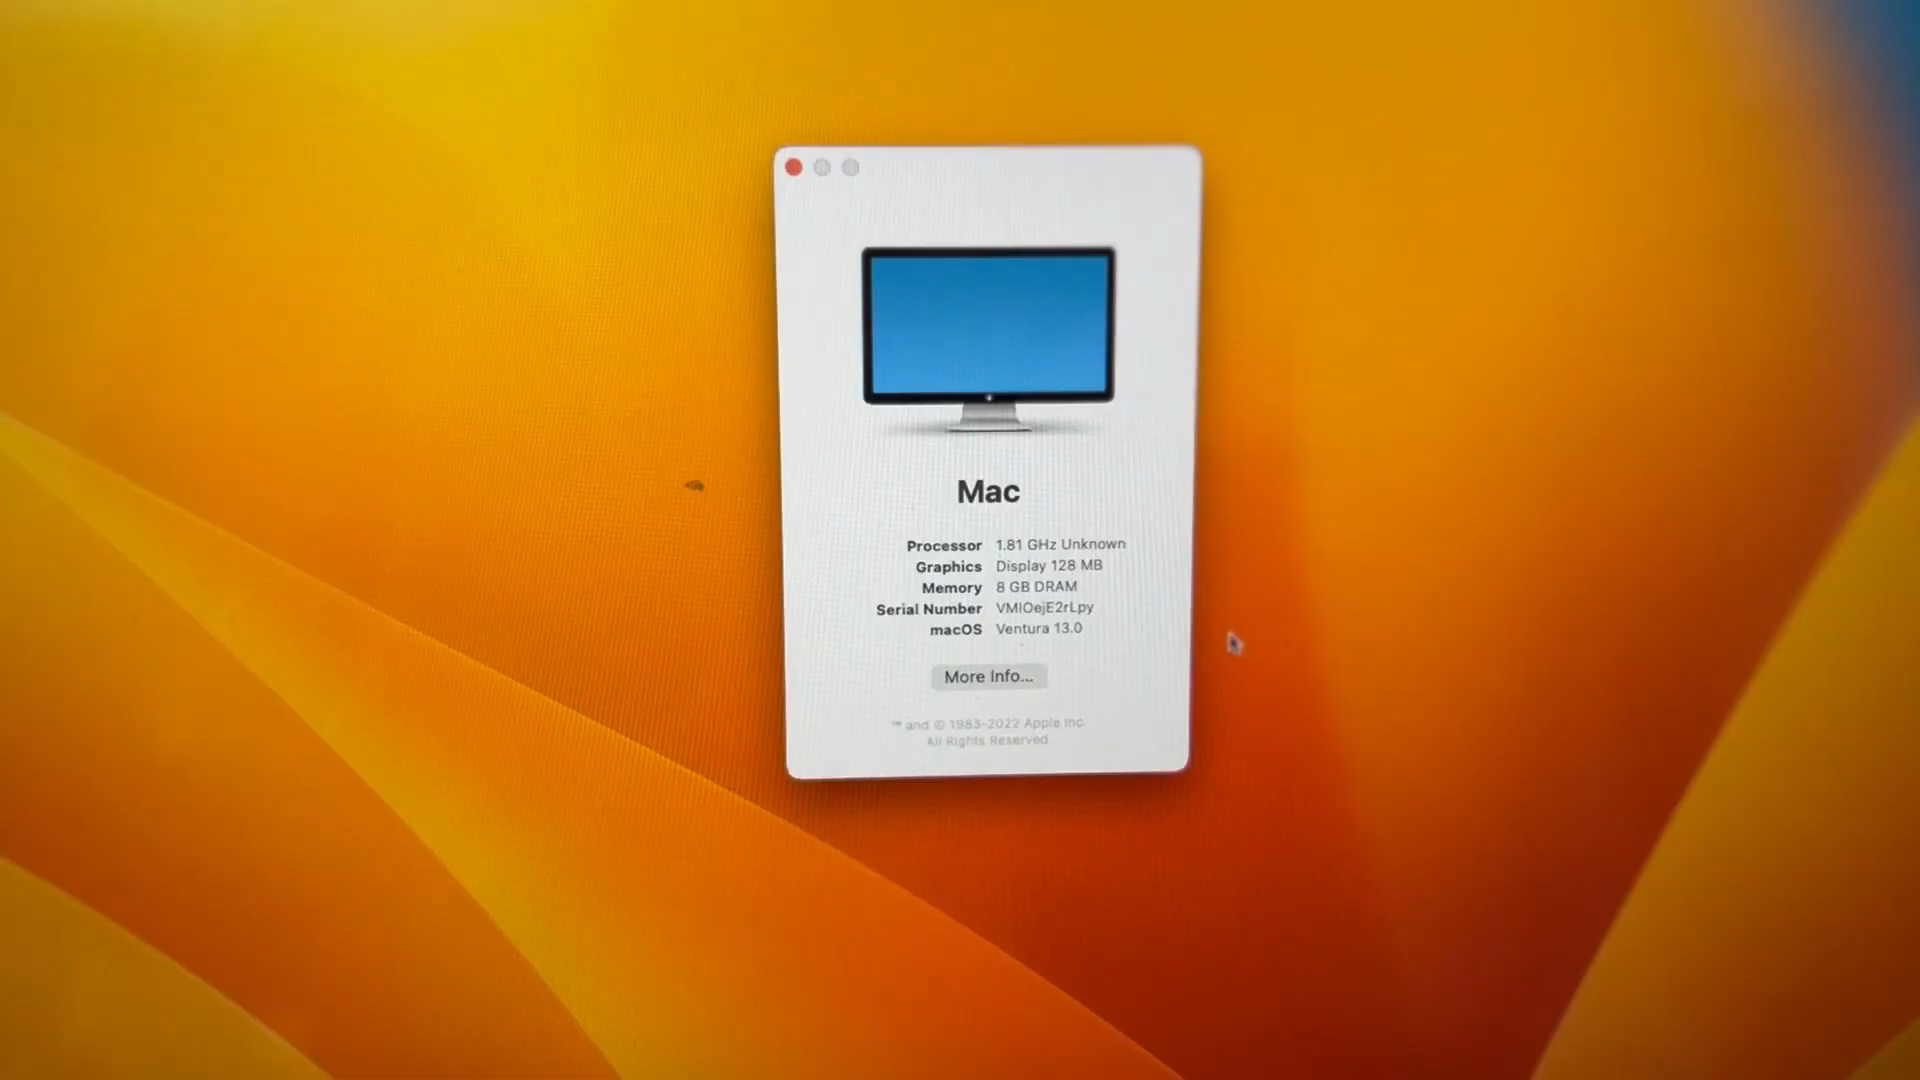 Mac
Processor 1.81 GHz Unknown
Graphics Display 128 MB
Memory 8 GB DRAM
Serial Number VMIOejE2rLpy
macOS Ventura 13.0
More Info...
™ and © 1983-2022 Apple Inc.
All Rights Reserved.